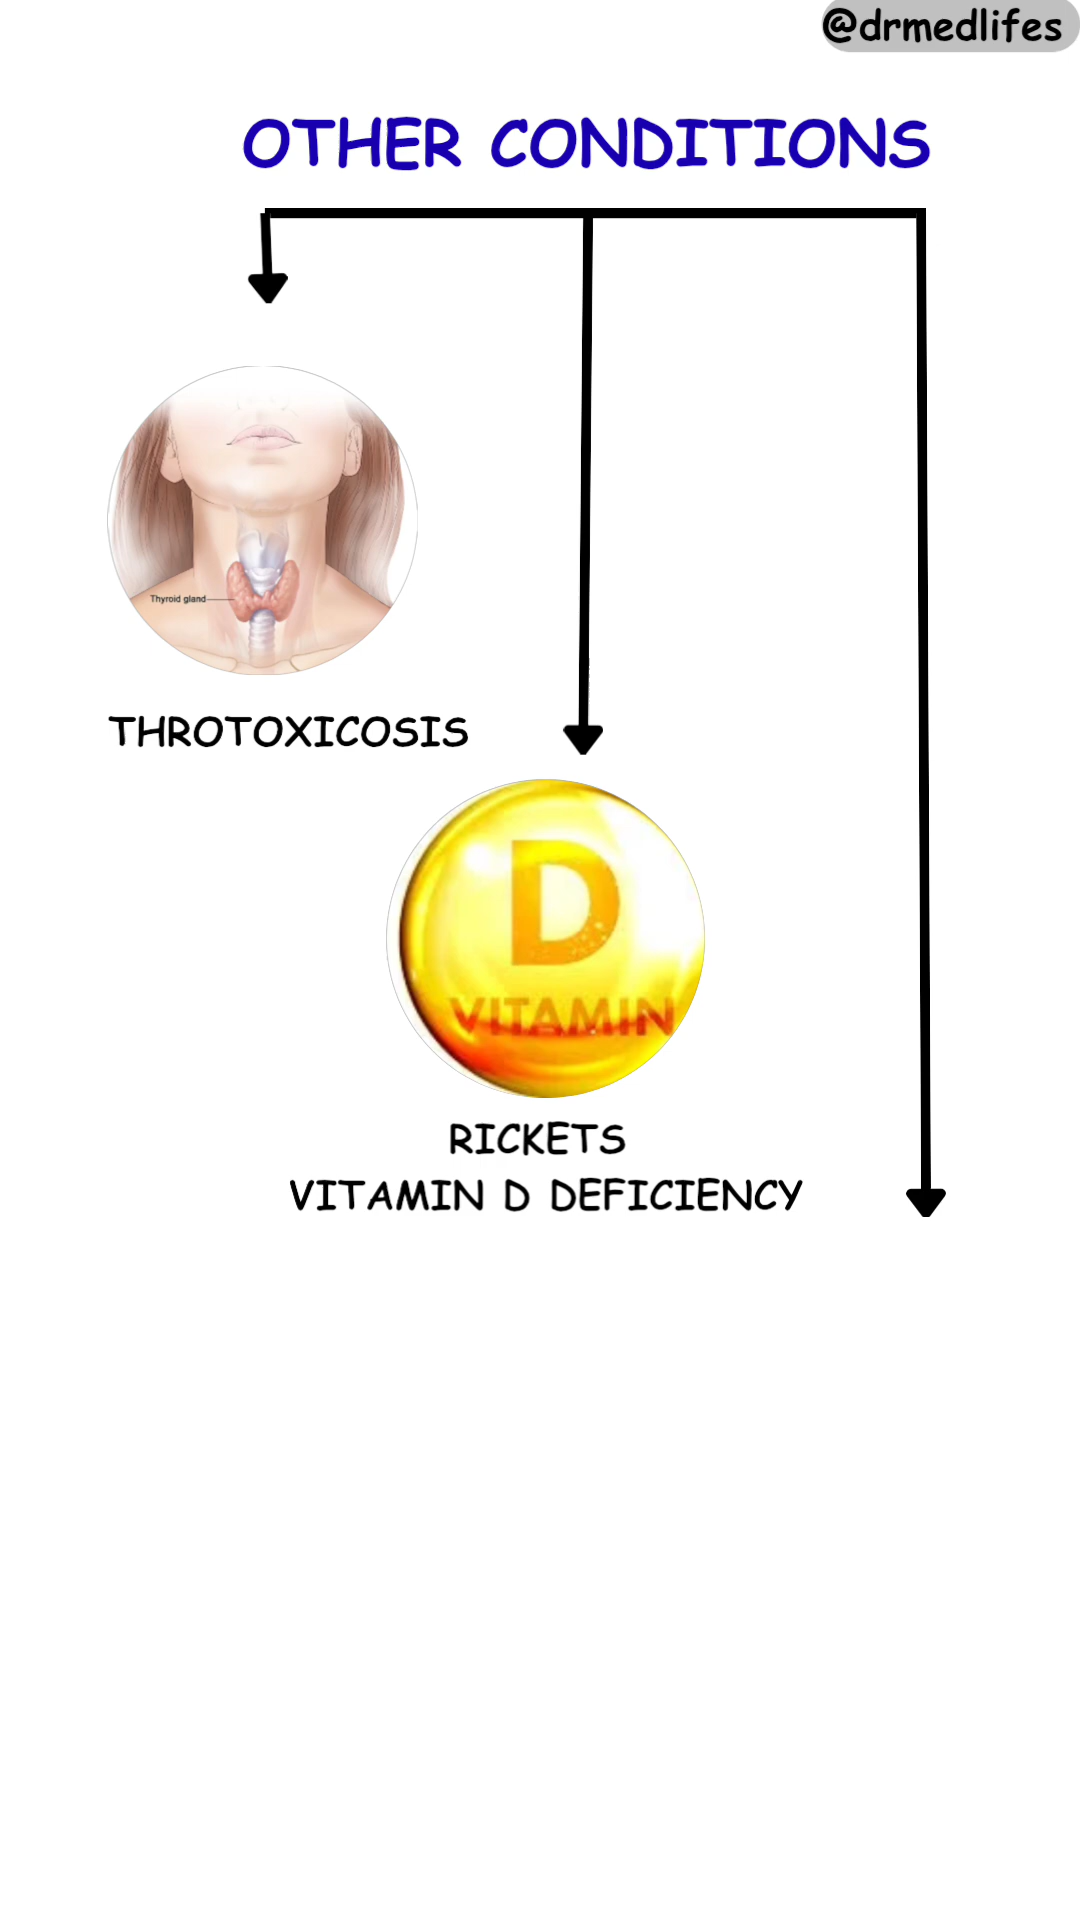 @drmedlifes
OTHER CONDITIONS
Thyroid gland
THROTOXICOSIS
D
VITAMIN
RICKETS
VITAMIN D DEFICIENCY